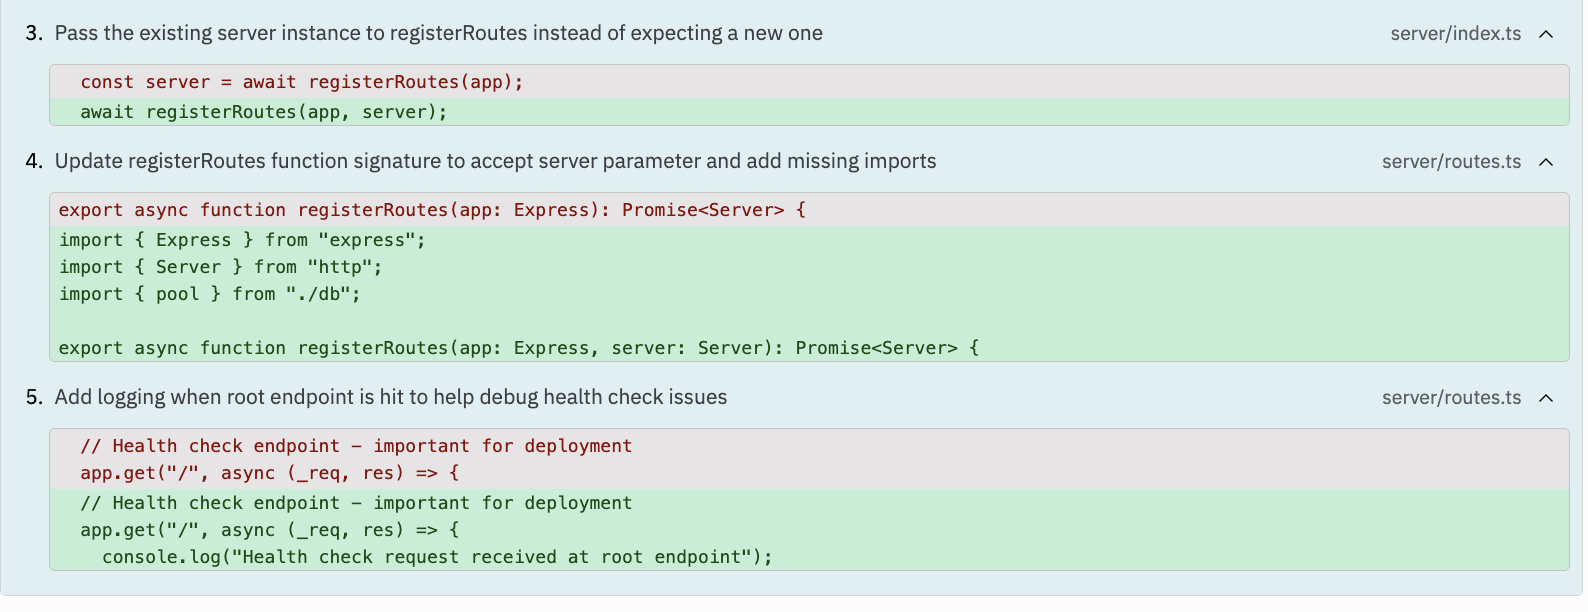 3. Pass the existing server instance to registerRoutes instead of expecting a new one server/index.ts
const server = await registerRoutes(app);
await registerRoutes(app, server);
4. Update registerRoutes function signature to accept server parameter and add missing imports server/routes.ts
export async function registerRoutes(app: Express): Promise<Server> {
import { Express } from "express";
import { Server } from "http";
import { pool } from "./db";
export async function registerRoutes(app: Express, server: Server): Promise<Server> {
5. Add logging when root endpoint is hit to help debug health check issues server/routes.ts
// Health check endpoint – important for deployment
app.get("/", async (_req, res) => {
// Health check endpoint – important for deployment
app.get("/", async (_req, res) => {
console.log("Health check request received at root endpoint");